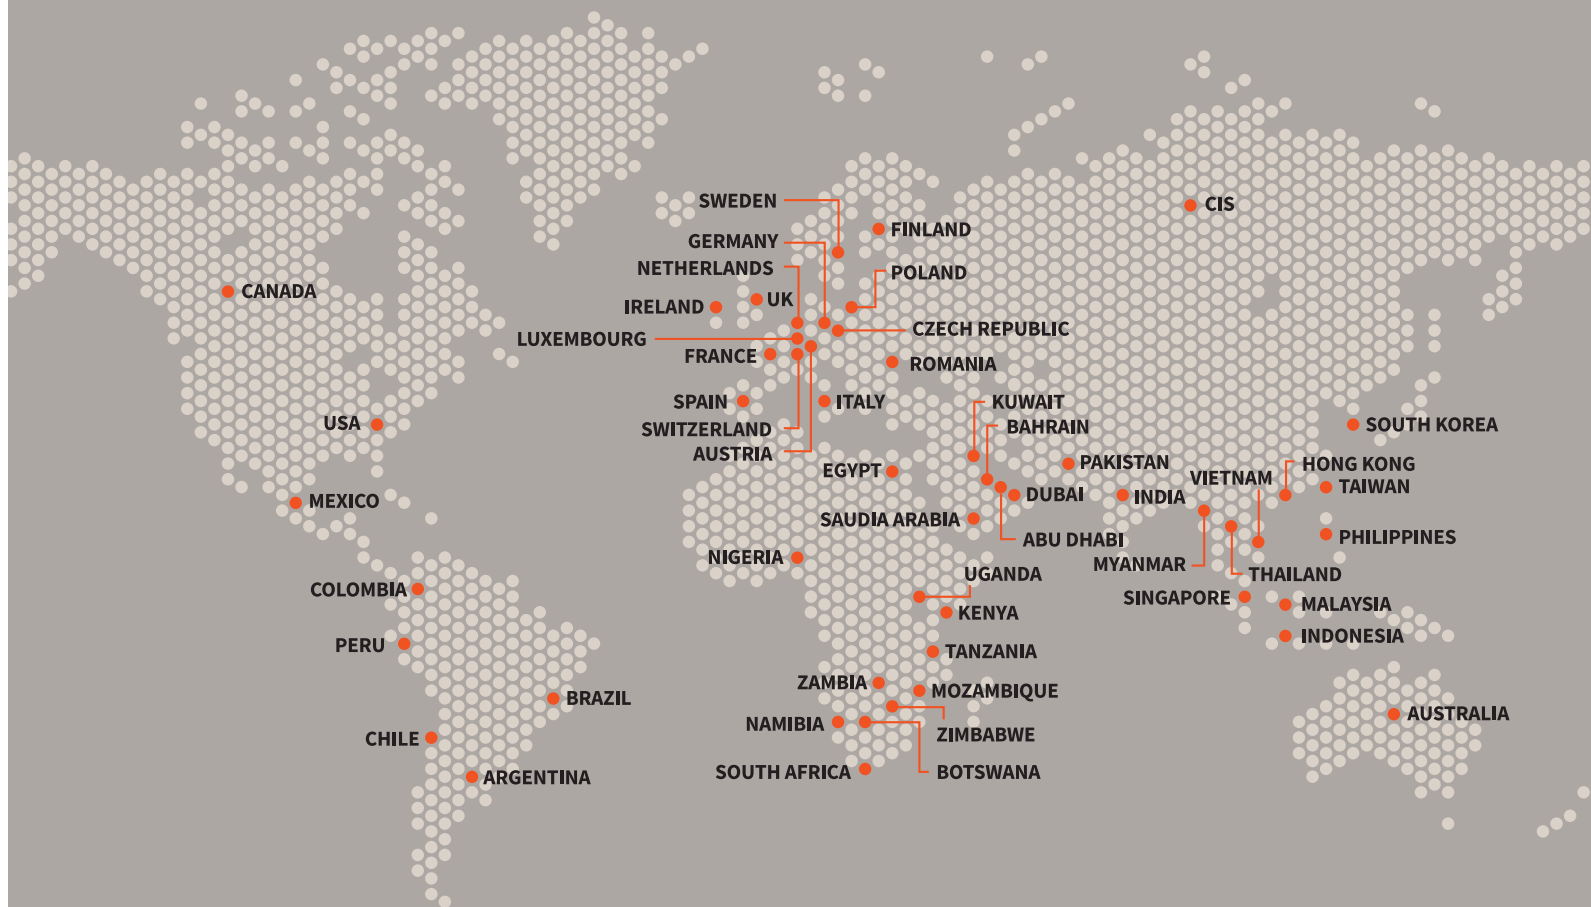 SWEDEN
CIS
FINLAND
GERMANY
NETHERLANDS
POLAND
CANADA
UK
IRELAND
CZECH REPUBLIC
LUXEMBOURG
FRANCE
ROMANIA
SPAIN
ITALY
KUWAIT
USA
SWITZERLAND
BAHRAIN
SOUTH KOREA
AUSTRIA
EGYPT
PAKISTAN
HONG KONG
VIETNAM
TAIWAN
MEXICO
DUBAI
INDIA
SAUDIA ARABIA
ABU DHABI
PHILIPPINES
NIGERIA
MYANMAR
UGANDA
THAILAND
COLOMBIA
SINGAPORE
MALAYSIA
KENYA
INDONESIA
PERU
TANZANIA
ZAMBIA
MOZAMBIQUE
BRAZIL
AUSTRALIA
NAMIBIA
ZIMBABWE
CHILE
SOUTH AFRICA
BOTSWANA
ARGENTINA